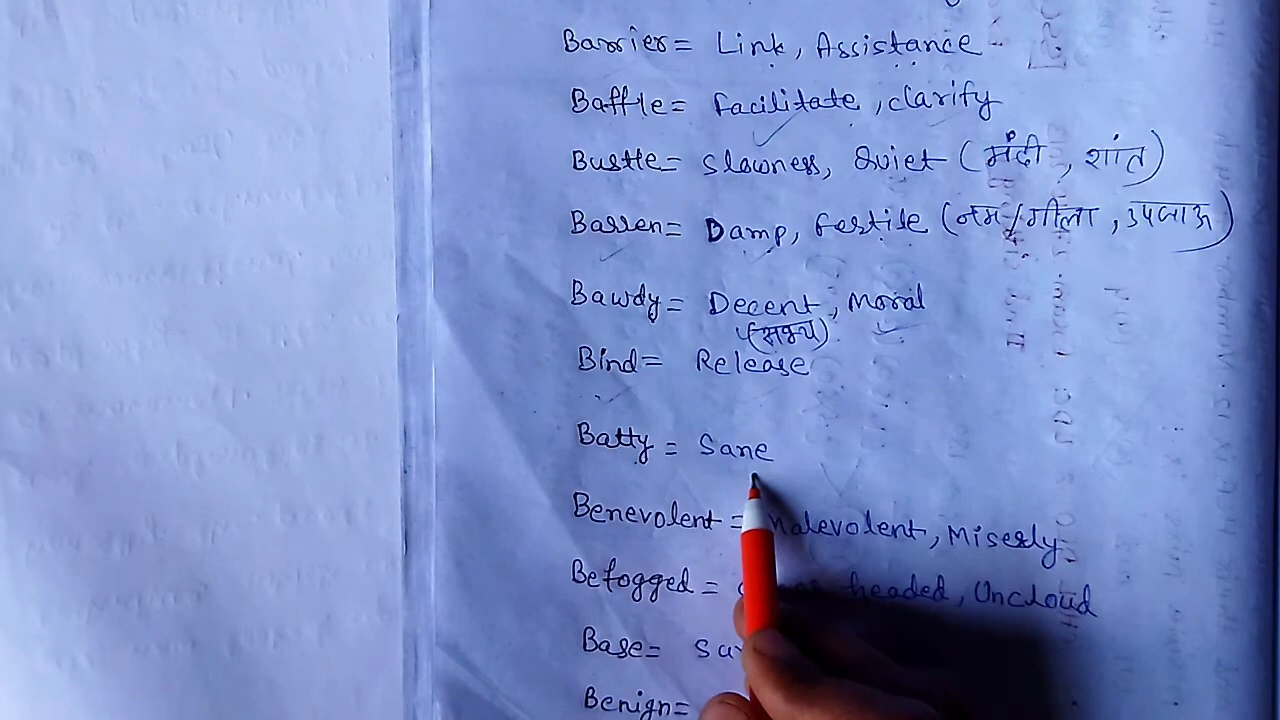 Barrier = Link, Assistance
Baffle = Facilitate, clarify
Bustle = Slowness, Quiet (मंदी, शांत)
Barren = Damp, Fertile (नम/गीला, उपजाऊ)
Bawdy = Decent, Moral
(सभ्य)
Bind = Release
Batty = Sane
Benevolent = Malevolent, Miserly
Befogged = headed, Uncloud
Base =
Benign =